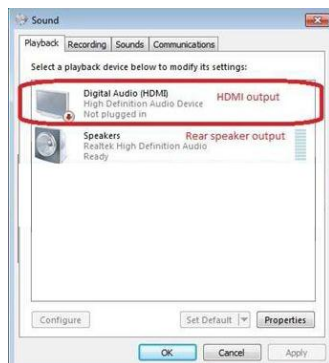 Sound
Playback Recording Sounds Communications
Select a playback device below to modify its settings:
Digital Audio (HDMI)
High Definition Audio Device
Not plugged in
HDMI output
Speakers
Realtek High Definition Audio
Ready
Rear speaker output
Configure Set Default Properties
OK Cancel Apply